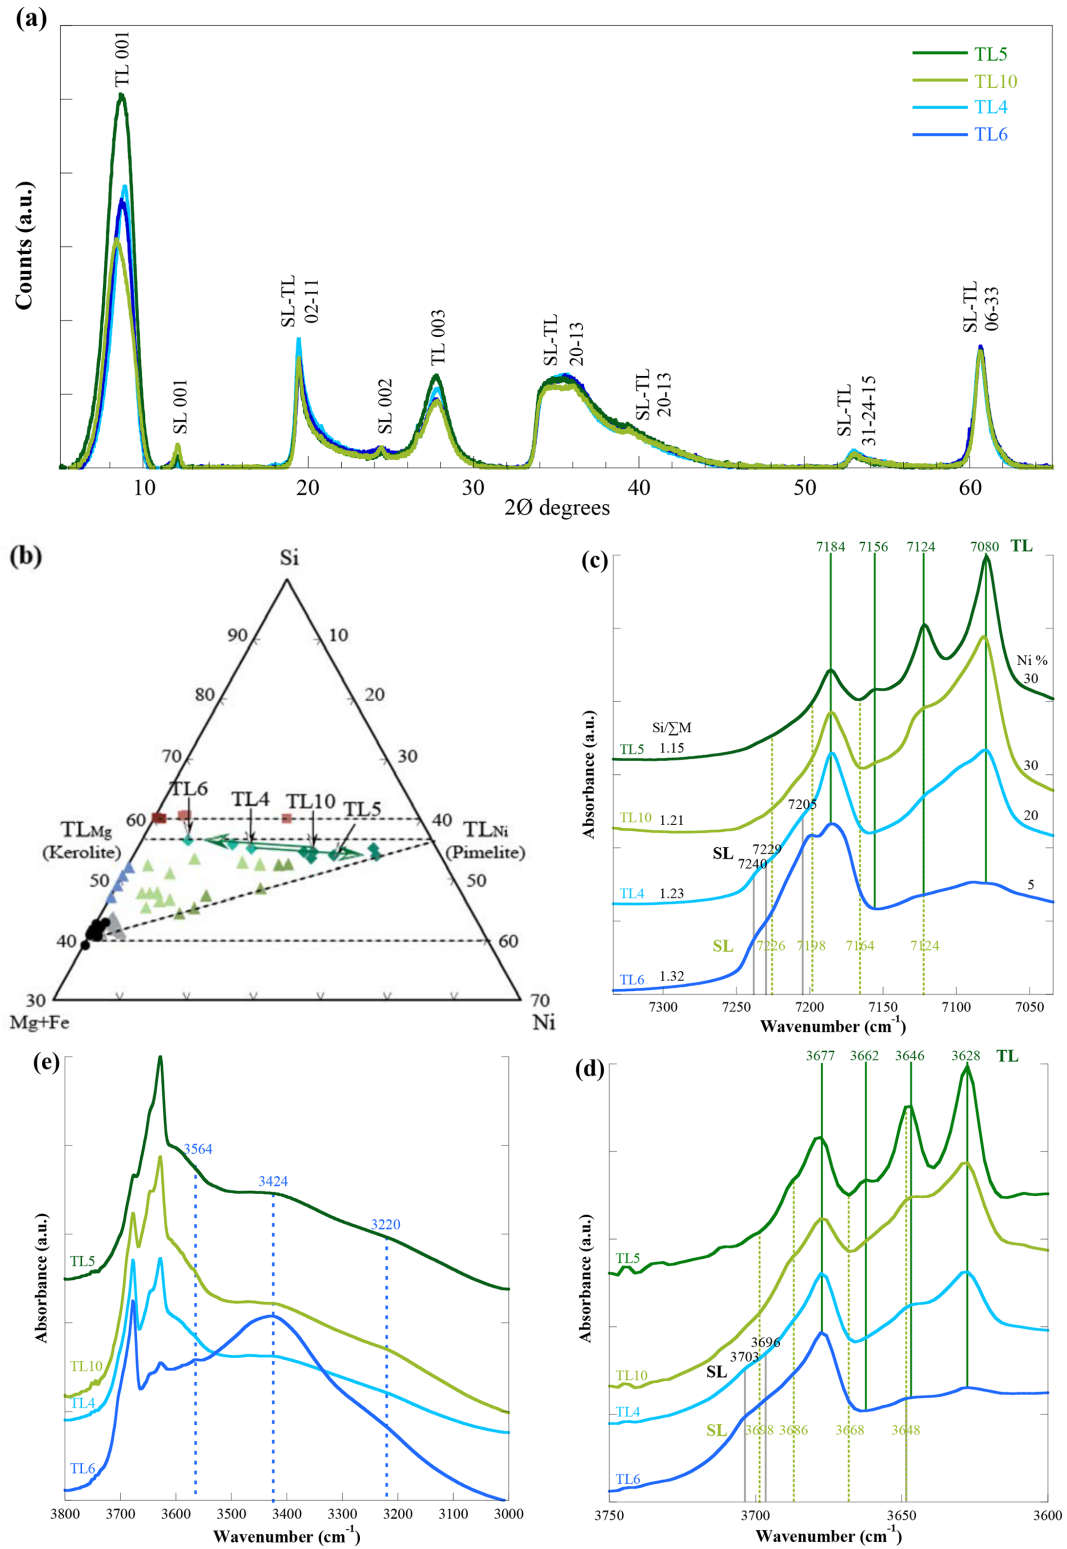 (a)
TL 001
SL 001
SL-TL
02-11
SL 002
TL 003
SL-TL
20-13
SL-TL
20-13
SL-TL
31-24-15
SL-TL
06-33
TL5
TL10
TL4
TL6
Counts (a.u.)
10 20 30 40 50 60
2Ø degrees
(b)
Si
90 10
80 20
70 30
TL6
TL4 TL10 TL5
60 40
TLMg TLNi
(Kerolite) (Pimelite)
50 50
40 60
30 70
Mg+Fe Ni
(c)
7184 7156 7124 7080 TL
Ni %
30
Si/∑M
TL5 1.15
30
7205
TL10 1.21
20
SL 7229
7240
5
TL4 1.23
SL 7226 7198 7164 7124
TL6 1.32
Absorbance (a.u.)
7300 7250 7200 7150 7100 7050
Wavenumber (cm-1)
(e)
3564
3424
3220
TL5
TL10
TL4
TL6
Absorbance (a.u.)
3800 3700 3600 3500 3400 3300 3200 3100 3000
Wavenumber (cm-1)
(d)
3677 3662 3646 3628 TL
TL5
3696
3703
SL
TL10
TL4
SL 3698 3686 3668 3648
TL6
Absorbance (a.u.)
3750 3700 3650 3600
Wavenumber (cm-1)